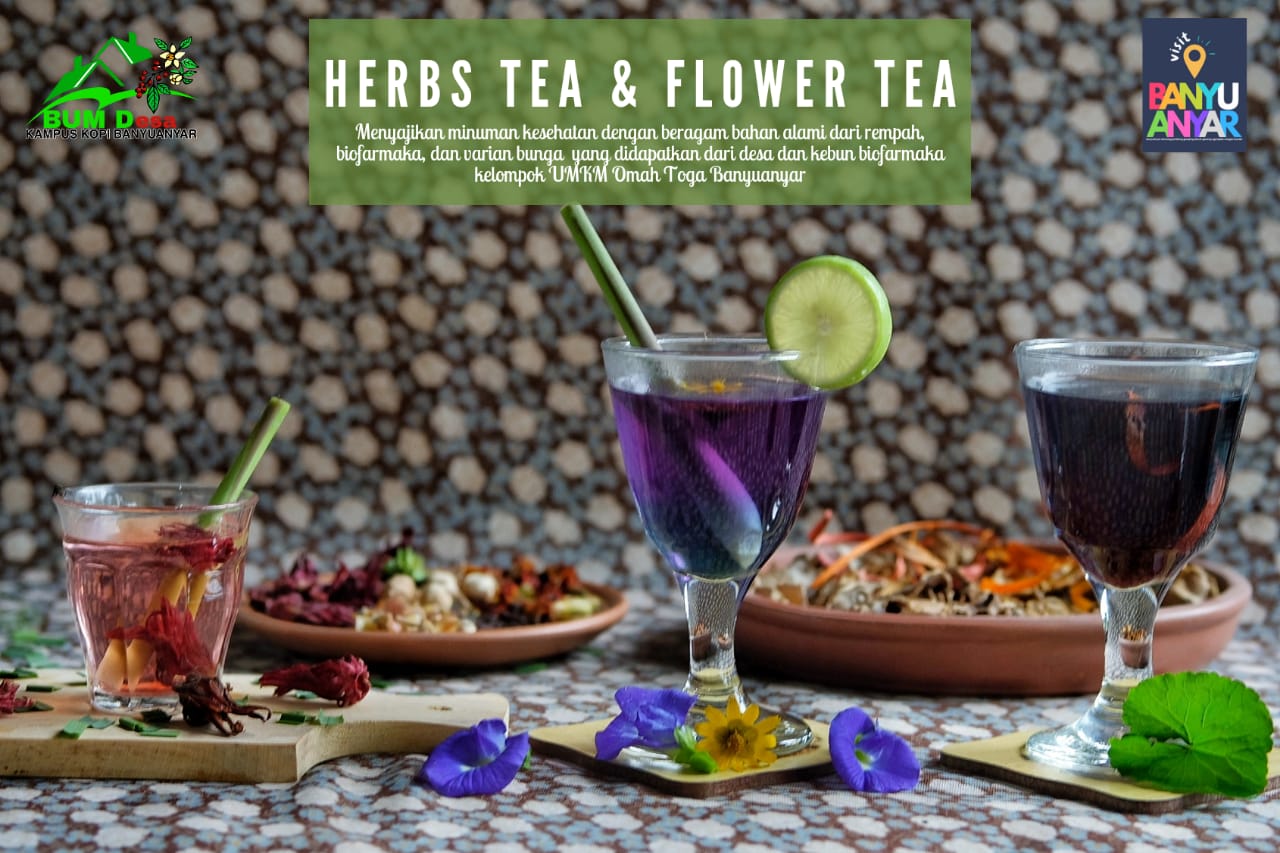 BUM Desa
KAMPUS KOPI BANYUANYAR
HERBS TEA & FLOWER TEA
Menyajikan minuman kesehatan dengan beragam bahan alami dari rempah,
biofarmaka, dan varian bunga yang didapatkan dari desa dan kebun biofarmaka
kelompok UMKM Omah Toga Banyuanyar
visit
BANYU
ANYAR